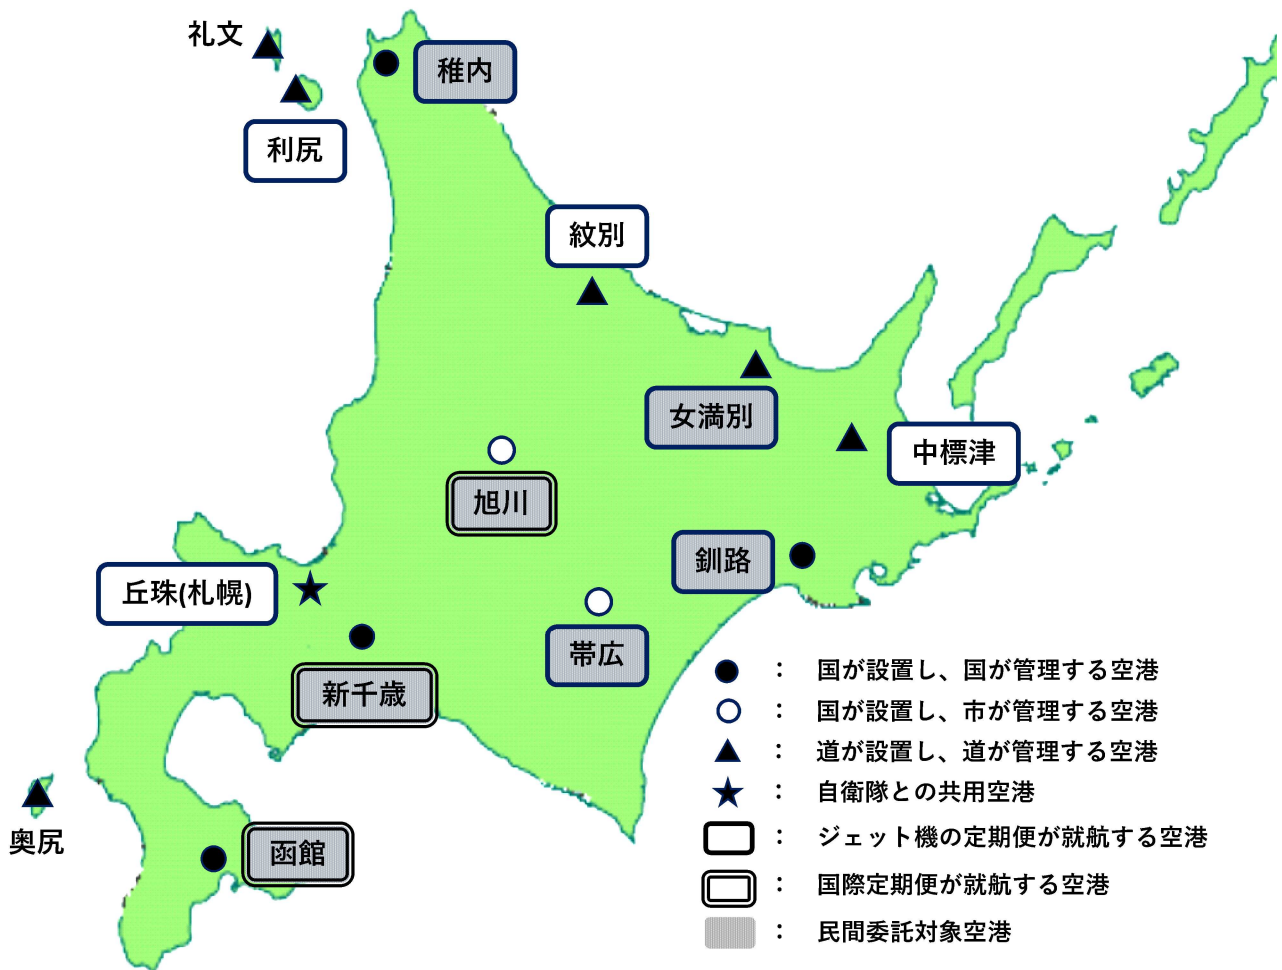 礼文
稚内
利尻
紋別
女満別
中標津
旭川
釧路
丘珠(札幌)
帯広
新千歳
奥尻
函館
： 国が設置し、国が管理する空港
： 国が設置し、市が管理する空港
： 道が設置し、道が管理する空港
： 自衛隊との共用空港
： ジェット機の定期便が就航する空港
： 国際定期便が就航する空港
： 民間委託対象空港